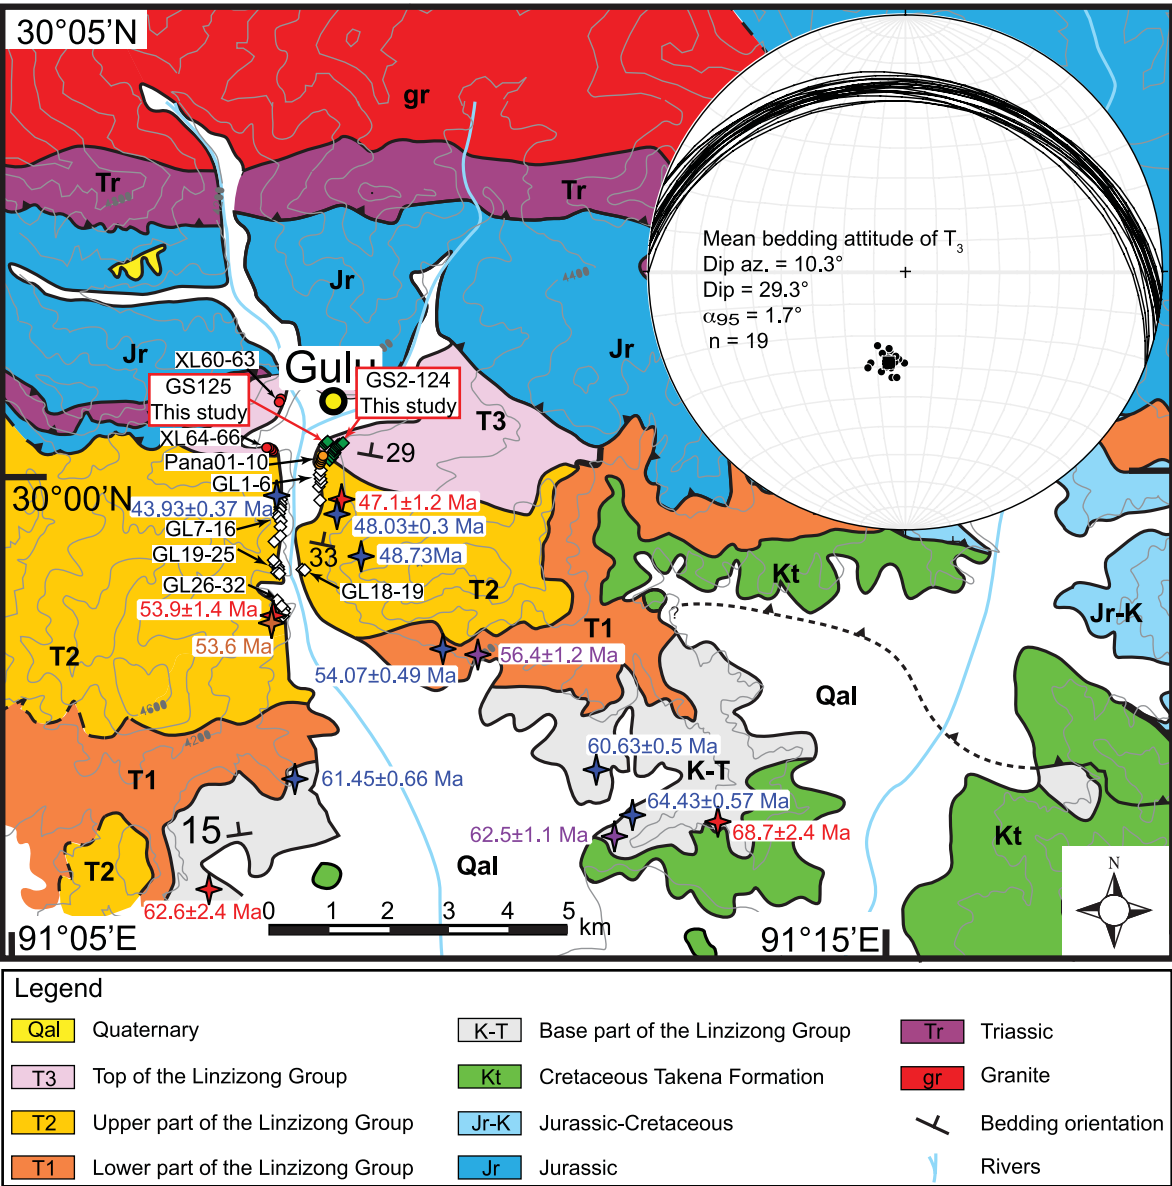 30°05'N
gr
Tr
Tr
4800
Mean bedding attitude of T3
Dip az. = 10.3°
Dip = 29.3°
α95 = 1.7°
n = 19
Jr
4400
Jr
Jr
XL60-63
Gulu
GS125
This study
GS2-124
This study
T3
XL64-66
29
Pana01-10
GL1-6
30°00'N
47.1±1.2 Ma
43.93±0.37 Ma
48.03±0.3 Ma
GL7-16
33
48.73Ma
GL19-25
Kt
GL26-32
GL18-19
T2
53.9±1.4 Ma
?
Jr-K
T1
53.6 Ma
T2
56.4±1.2 Ma
54.07±0.49 Ma
Qal
4600
4200
60.63±0.5 Ma
T1
61.45±0.66 Ma
K-T
64.43±0.57 Ma
15
62.5±1.1 Ma
68.7±2.4 Ma
Kt
T2
Qal
N
62.6±2.4 Ma
0 1 2 3 4 5
km
91°05'E
91°15'E
Legend
Qal Quaternary
T3 Top of the Linzizong Group
T2 Upper part of the Linzizong Group
T1 Lower part of the Linzizong Group
K-T Base part of the Linzizong Group
Kt Cretaceous Takena Formation
Jr-K Jurassic-Cretaceous
Jr Jurassic
Tr Triassic
gr Granite
Bedding orientation
Rivers